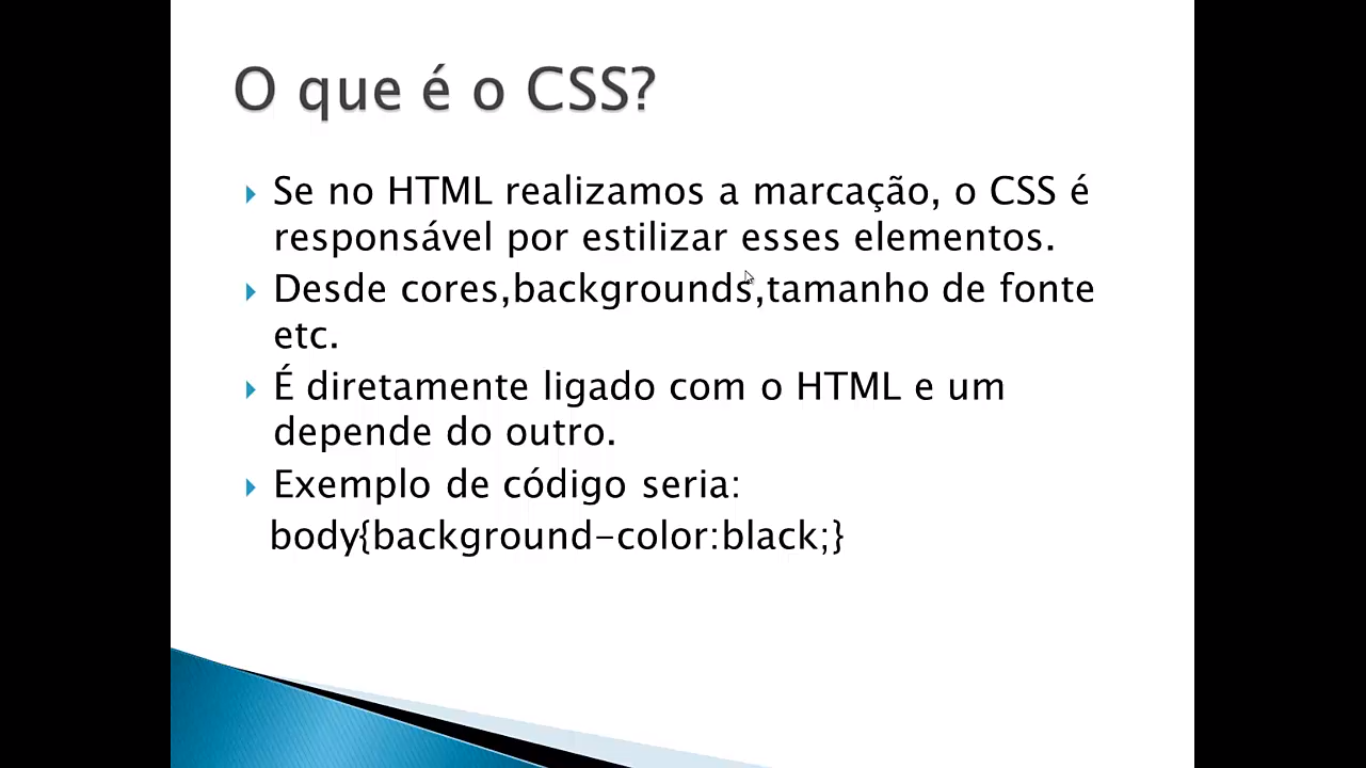 O que é o CSS?
Se no HTML realizamos a marcação, o CSS é
responsável por estilizar esses elementos.
Desde cores,backgrounds,tamanho de fonte
etc.
É diretamente ligado com o HTML e um
depende do outro.
Exemplo de código seria:
body{background-color:black;}